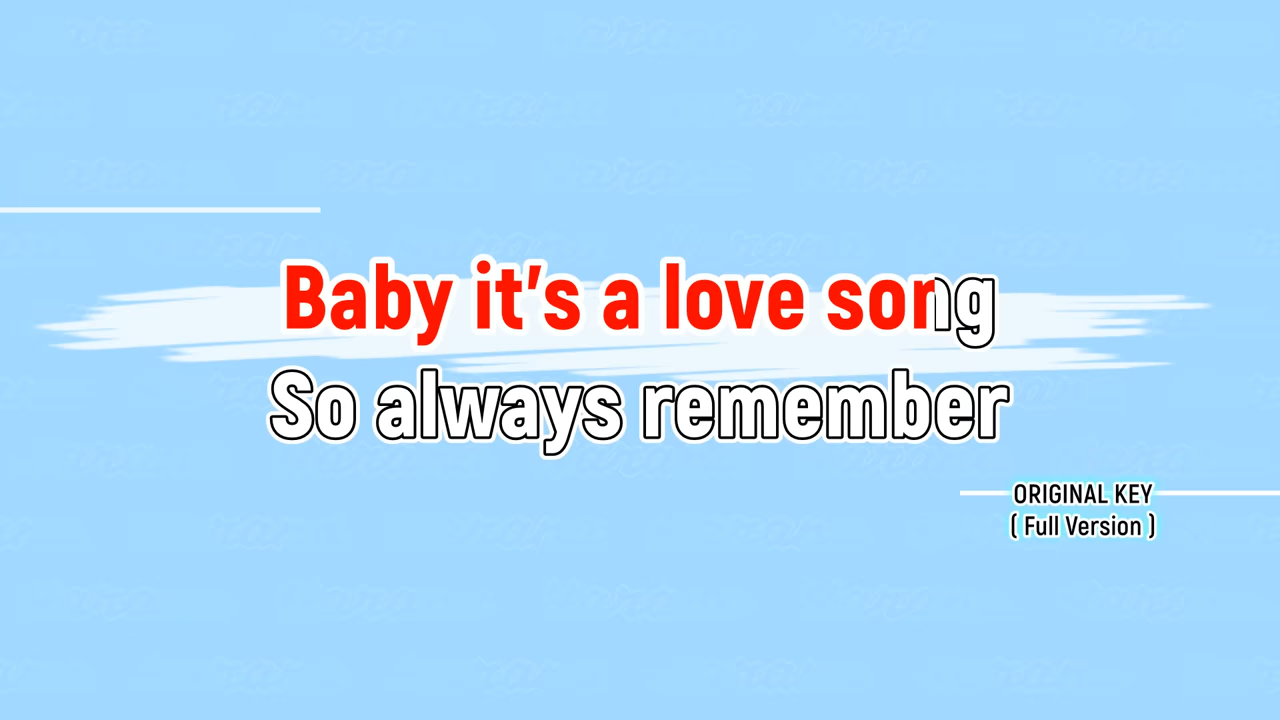 Baby it's a love song
So always remember
ORIGINAL KEY
( Full Version )